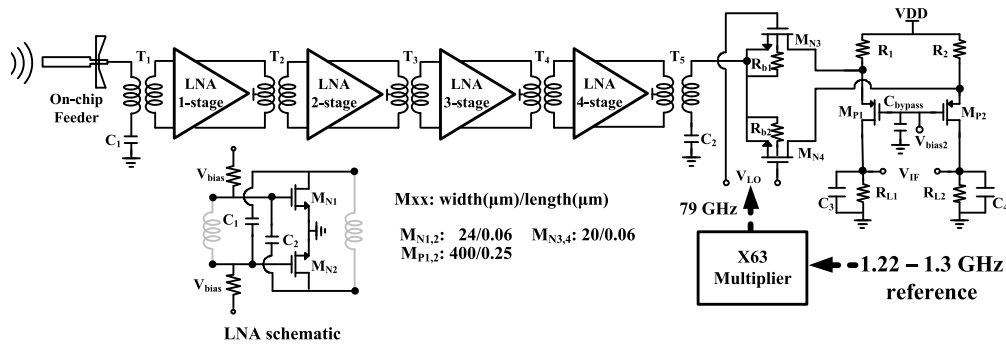 On-chip
Feeder
T1
C1
LNA
1-stage
T2
LNA
2-stage
T3
LNA
3-stage
T4
LNA
4-stage
T5
C2
MN3
Rb1
Rb2
MN4
VLO
79 GHz
X63
Multiplier
1.22 – 1.3 GHz
reference
VDD
R1
R2
MP1
Cbypass
MP2
Vbias2
VIF
C3
RL1
RL2
C4
Vbias
C1
MN1
C2
MN2
Vbias
LNA schematic
Mxx: width(μm)/length(μm)
MN1,2: 24/0.06 MN3,4: 20/0.06
MP1,2: 400/0.25